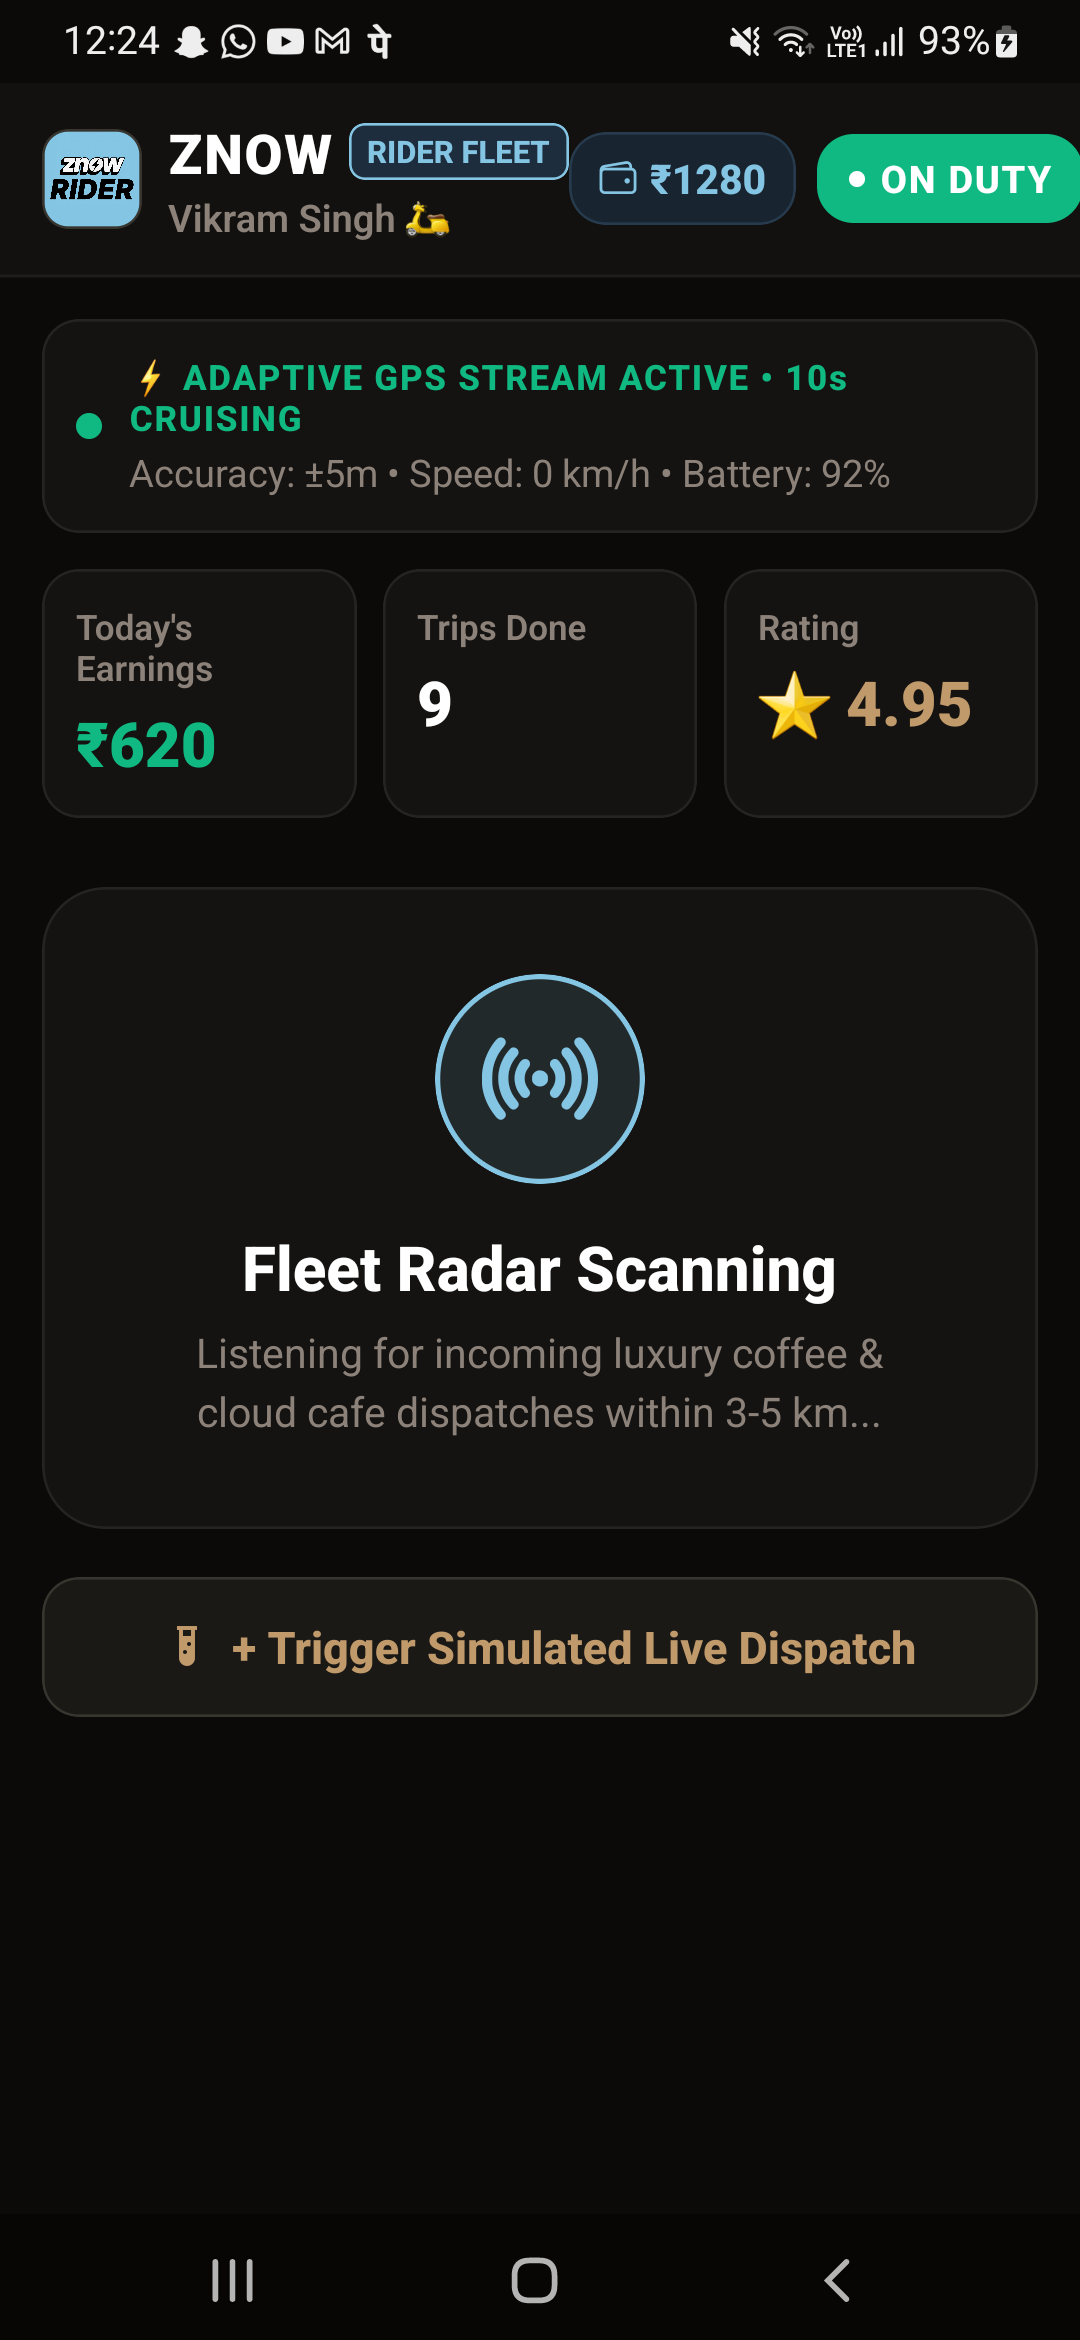 12:24 पे Vo)) LTE1 93%
znow
RIDER
ZNOW RIDER FLEET
Vikram Singh
₹1280
ON DUTY
ADAPTIVE GPS STREAM ACTIVE • 10s
CRUISING
Accuracy: ±5m • Speed: 0 km/h • Battery: 92%
Today's
Earnings
₹620
Trips Done
9
Rating
4.95
Fleet Radar Scanning
Listening for incoming luxury coffee &
cloud cafe dispatches within 3-5 km...
+ Trigger Simulated Live Dispatch